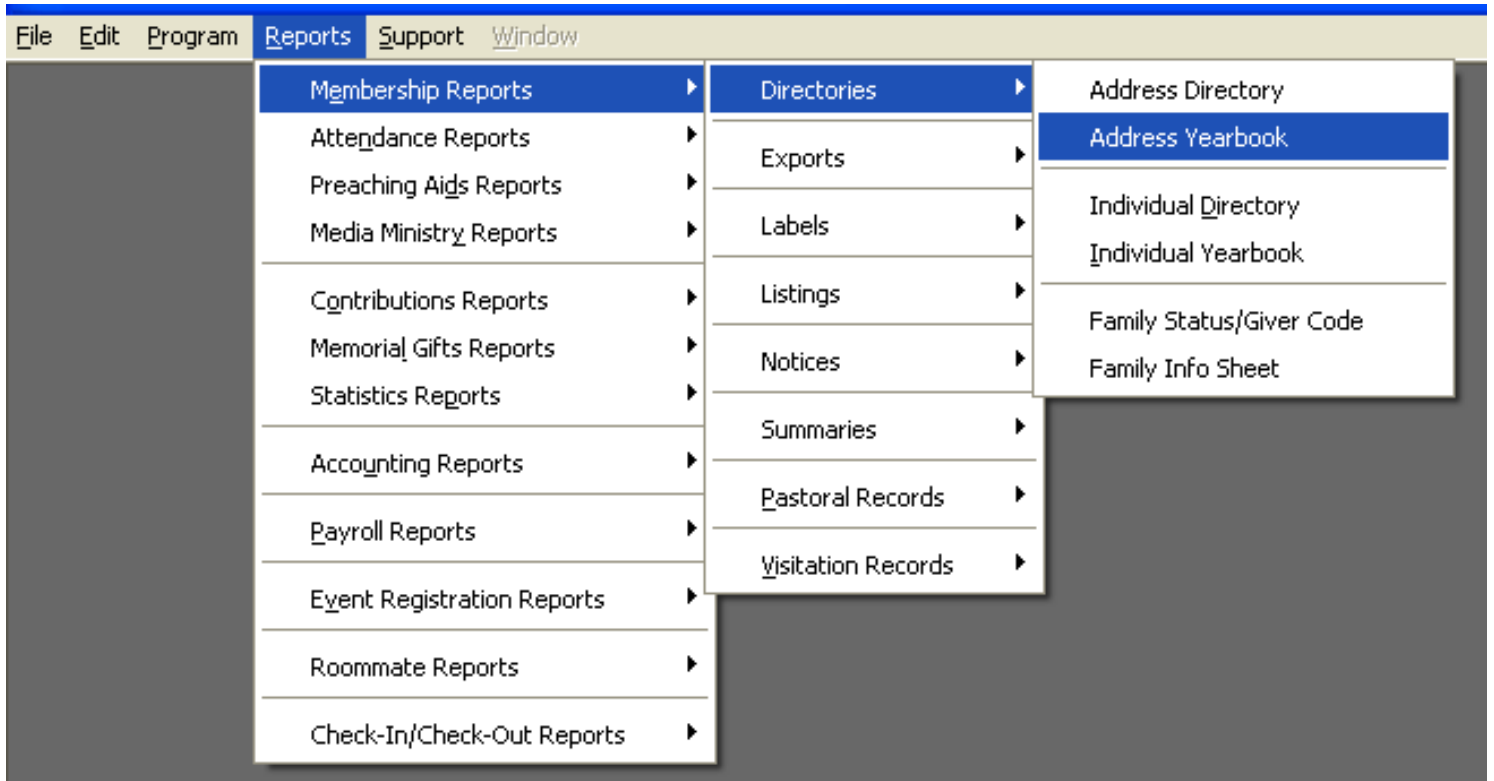 File Edit Program Reports Support Window
Membership Reports
Attendance Reports
Preaching Aids Reports
Media Ministry Reports
Contributions Reports
Memorial Gifts Reports
Statistics Reports
Accounting Reports
Payroll Reports
Event Registration Reports
Roommate Reports
Check-In/Check-Out Reports
Directories
Exports
Labels
Listings
Notices
Summaries
Pastoral Records
Visitation Records
Address Directory
Address Yearbook
Individual Directory
Individual Yearbook
Family Status/Giver Code
Family Info Sheet